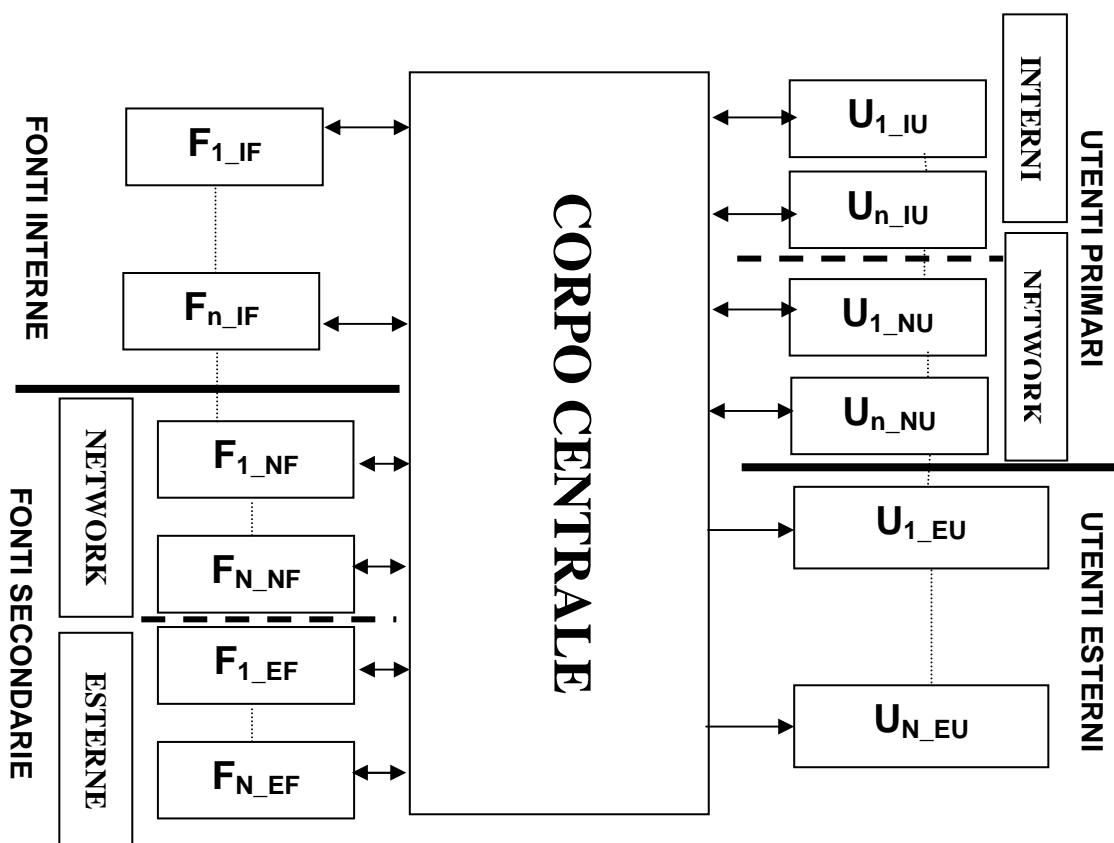 FONTI INTERNE
F1_IF
Fn_IF
FONTI SECONDARIE
NETWORK
F1_NF
FN_NF
ESTERNE
F1_EF
FN_EF
CORPO CENTRALE
U1_IU
Un_IU
INTERNI
UTENTI PRIMARI
U1_NU
Un_NU
NETWORK
U1_EU
UN_EU
UTENTI ESTERNI